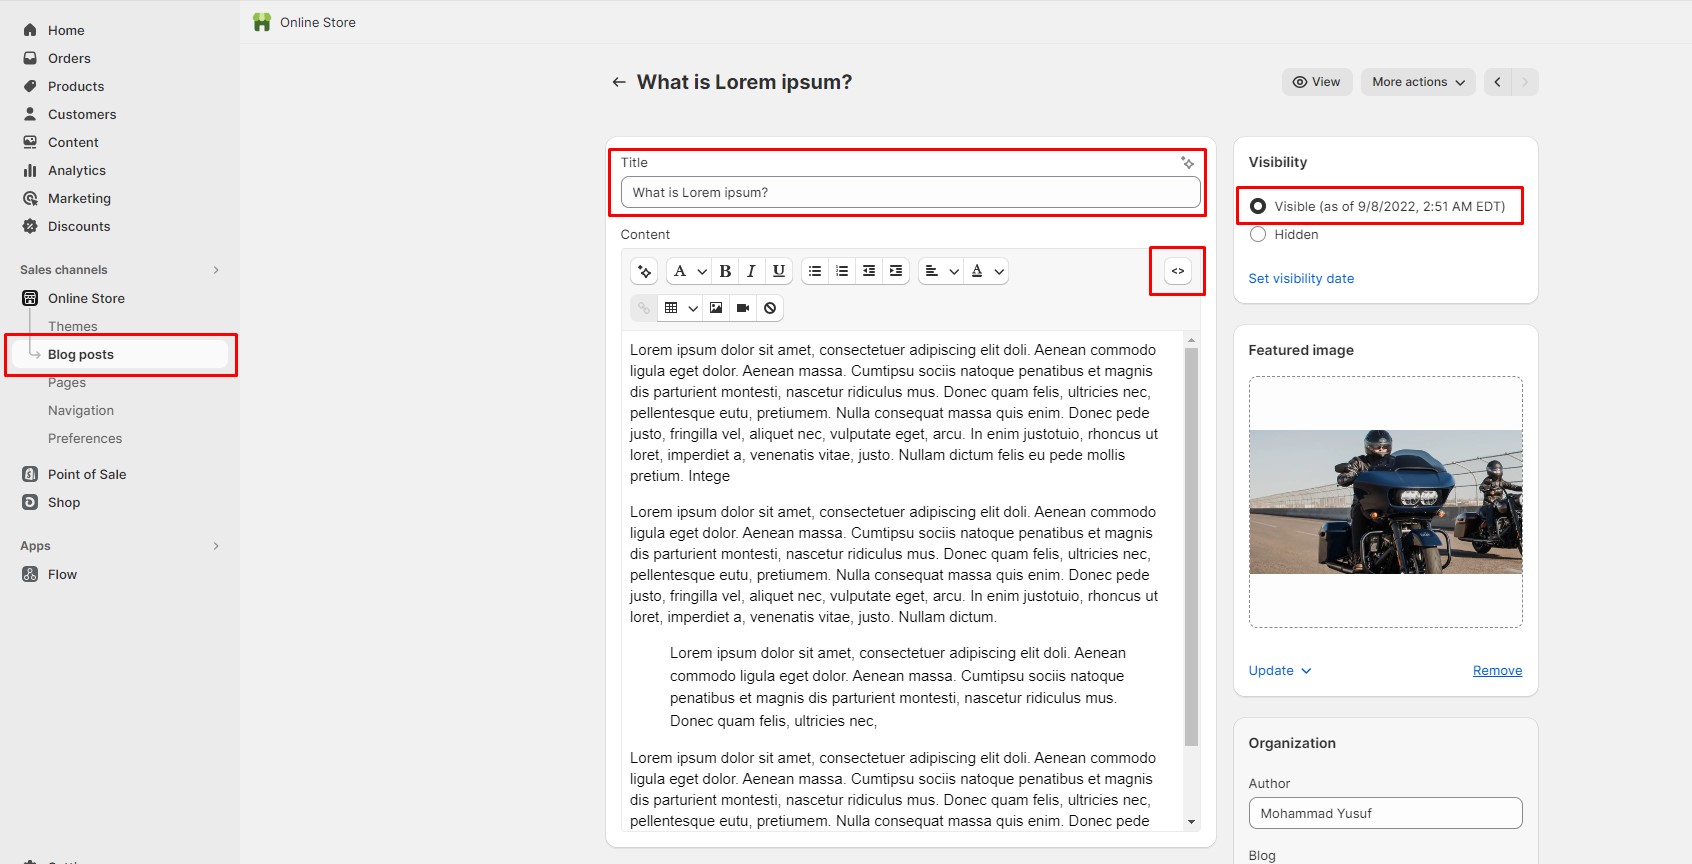 Home
Orders
Products
Customers
Content
Analytics
Marketing
Discounts
Sales channels
Online Store
Themes
Blog posts
Pages
Navigation
Preferences
Point of Sale
Shop
Apps
Flow
Online Store
What is Lorem ipsum?
View
More actions
Title
What is Lorem ipsum?
Content
A B I U A
<>
Lorem ipsum dolor sit amet, consectetuer adipiscing elit doli. Aenean commodo
ligula eget dolor. Aenean massa. Cumtipsu sociis natoque penatibus et magnis
dis parturient montesti, nascetur ridiculus mus. Donec quam felis, ultricies nec,
pellentesque eutu, pretiumem. Nulla consequat massa quis enim. Donec pede
justo, fringilla vel, aliquet nec, vulputate eget, arcu. In enim justotuio, rhoncus ut
loret, imperdiet a, venenatis vitae, justo. Nullam dictum felis eu pede mollis
pretium. Intege
Lorem ipsum dolor sit amet, consectetuer adipiscing elit doli. Aenean commodo
ligula eget dolor. Aenean massa. Cumtipsu sociis natoque penatibus et magnis
dis parturient montesti, nascetur ridiculus mus. Donec quam felis, ultricies nec,
pellentesque eutu, pretiumem. Nulla consequat massa quis enim. Donec pede
justo, fringilla vel, aliquet nec, vulputate eget, arcu. In enim justotuio, rhoncus ut
loret, imperdiet a, venenatis vitae, justo. Nullam dictum.
Lorem ipsum dolor sit amet, consectetuer adipiscing elit doli. Aenean
commodo ligula eget dolor. Aenean massa. Cumtipsu sociis natoque
penatibus et magnis dis parturient montesti, nascetur ridiculus mus.
Donec quam felis, ultricies nec,
Lorem ipsum dolor sit amet, consectetuer adipiscing elit doli. Aenean commodo
ligula eget dolor. Aenean massa. Cumtipsu sociis natoque penatibus et magnis
dis parturient montesti, nascetur ridiculus mus. Donec quam felis, ultricies nec,
pellentesque eutu, pretiumem. Nulla consequat massa quis enim. Donec pede
Visibility
Visible (as of 9/8/2022, 2:51 AM EDT)
Hidden
Set visibility date
Featured image
Update
Remove
Organization
Author
Mohammad Yusuf
Blog